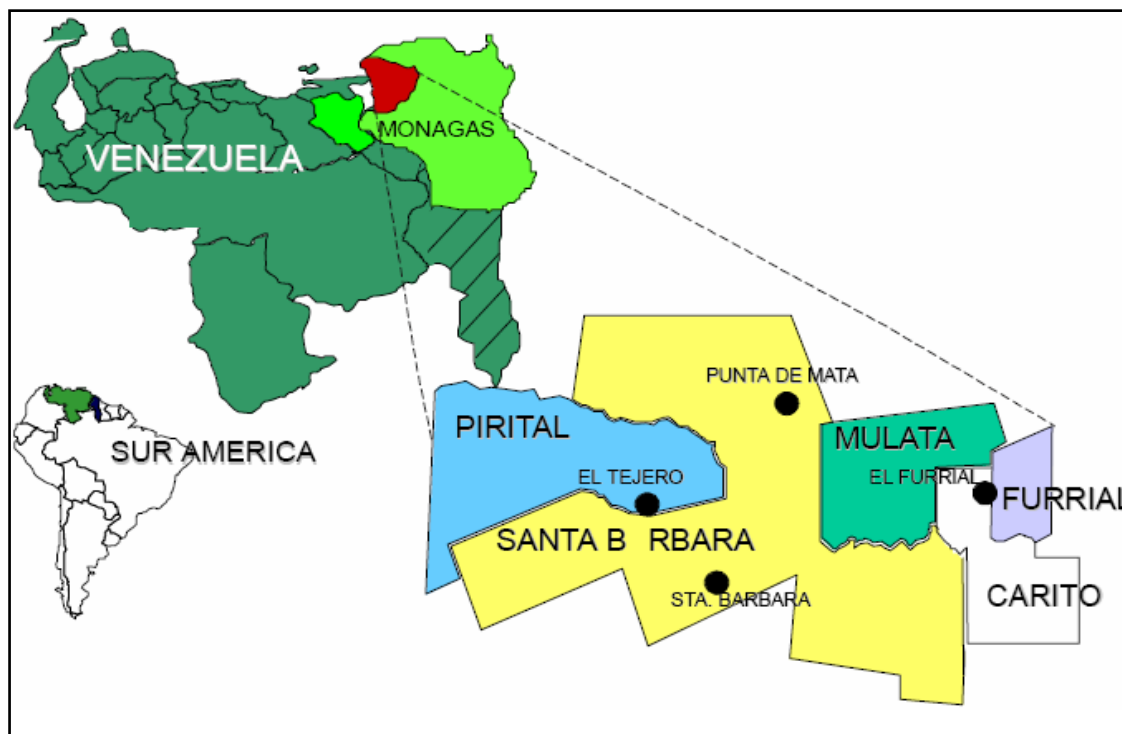 MONAGAS
VENEZUELA
PUNTA DE MATA
PIRITAL
MULATA
SUR AMERICA
EL TEJERO
EL FURRIAL
FURRIAL
SANTA B RBARA
STA. BARBARA
CARITO